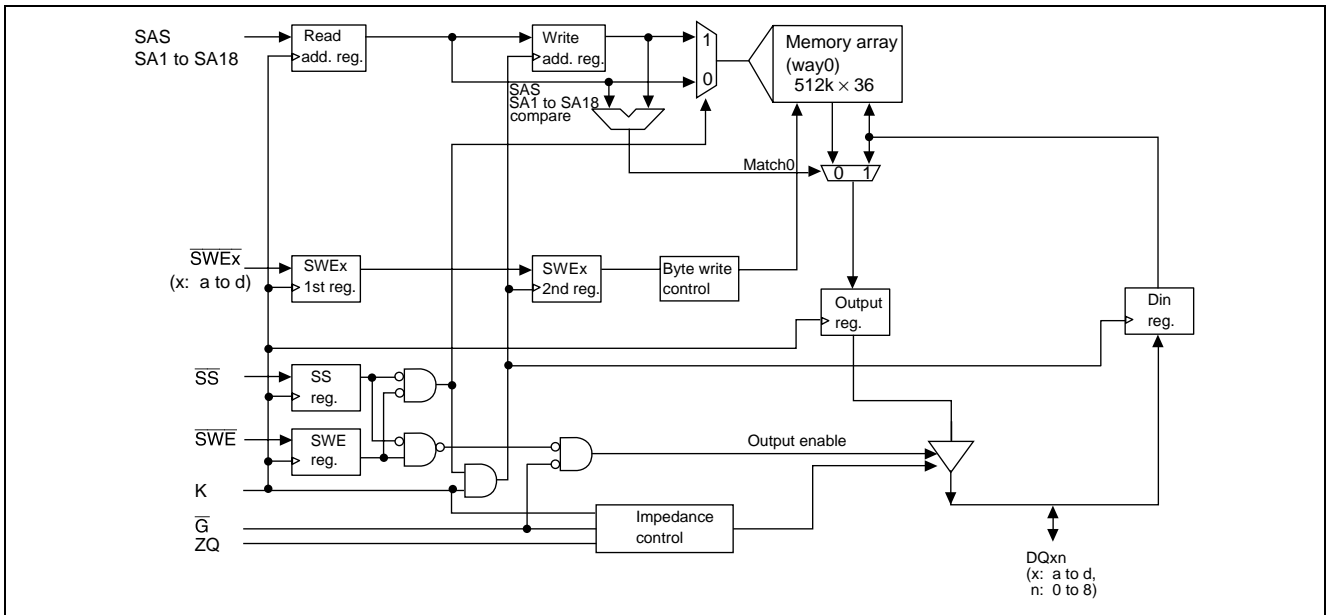 SAS
SA1 to SA18
Read
add. reg.
Write
add. reg.
1
0
Memory array
(way0)
512k × 36
SAS
SA1 to SA18
compare
Match0
0 1
SWEx
(x: a to d)
SWEx
1st reg.
SWEx
2nd reg.
Byte write
control
Output
reg.
Din
reg.
SS
SS
reg.
SWE
SWE
reg.
Output enable
K
G
ZQ
Impedance
control
DQxn
(x: a to d,
n: 0 to 8)